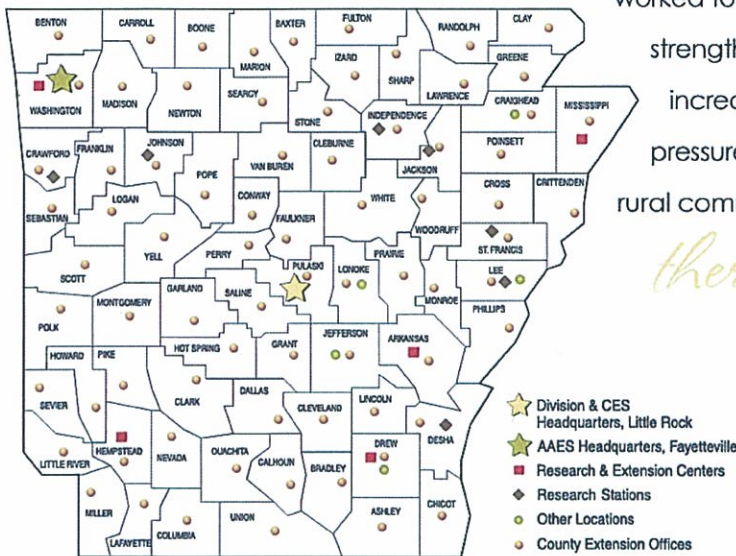 worked to
strength
increa
pressure
rural comm
ther
BENTON
CARROLL
BOONE
BAXTER
FULTON
RANDOLPH
CLAY
MARION
IZARD
SHARP
GREENE
WASHINGTON
MADISON
NEWTON
SEARCY
STONE
INDEPENDENCE
LAWRENCE
CRAIGHEAD
MISSISSIPPI
CRAWFORD
FRANKLIN
JOHNSON
POPE
VAN BUREN
CLEBURNE
JACKSON
POINSETT
SEBASTIAN
LOGAN
CONWAY
FAULKNER
WHITE
WOODRUFF
CROSS
CRITTENDEN
SCOTT
YELL
PERRY
PULASKI
LONOKE
PRAIRIE
MONROE
ST. FRANCIS
LEE
PHILLIPS
POLK
MONTGOMERY
GARLAND
SALINE
HOT SPRING
GRANT
JEFFERSON
ARKANSAS
HOWARD
PIKE
CLARK
DALLAS
CLEVELAND
LINCOLN
DESHA
SEVIER
LITTLE RIVER
HEMPSTEAD
NEVADA
OUACHITA
CALHOUN
BRADLEY
DREW
MILLER
LAFAYETTE
COLUMBIA
UNION
ASHLEY
CHICOT
Division & CES
Headquarters, Little Rock
AAES Headquarters, Fayetteville
Research & Extension Centers
Research Stations
Other Locations
County Extension Offices